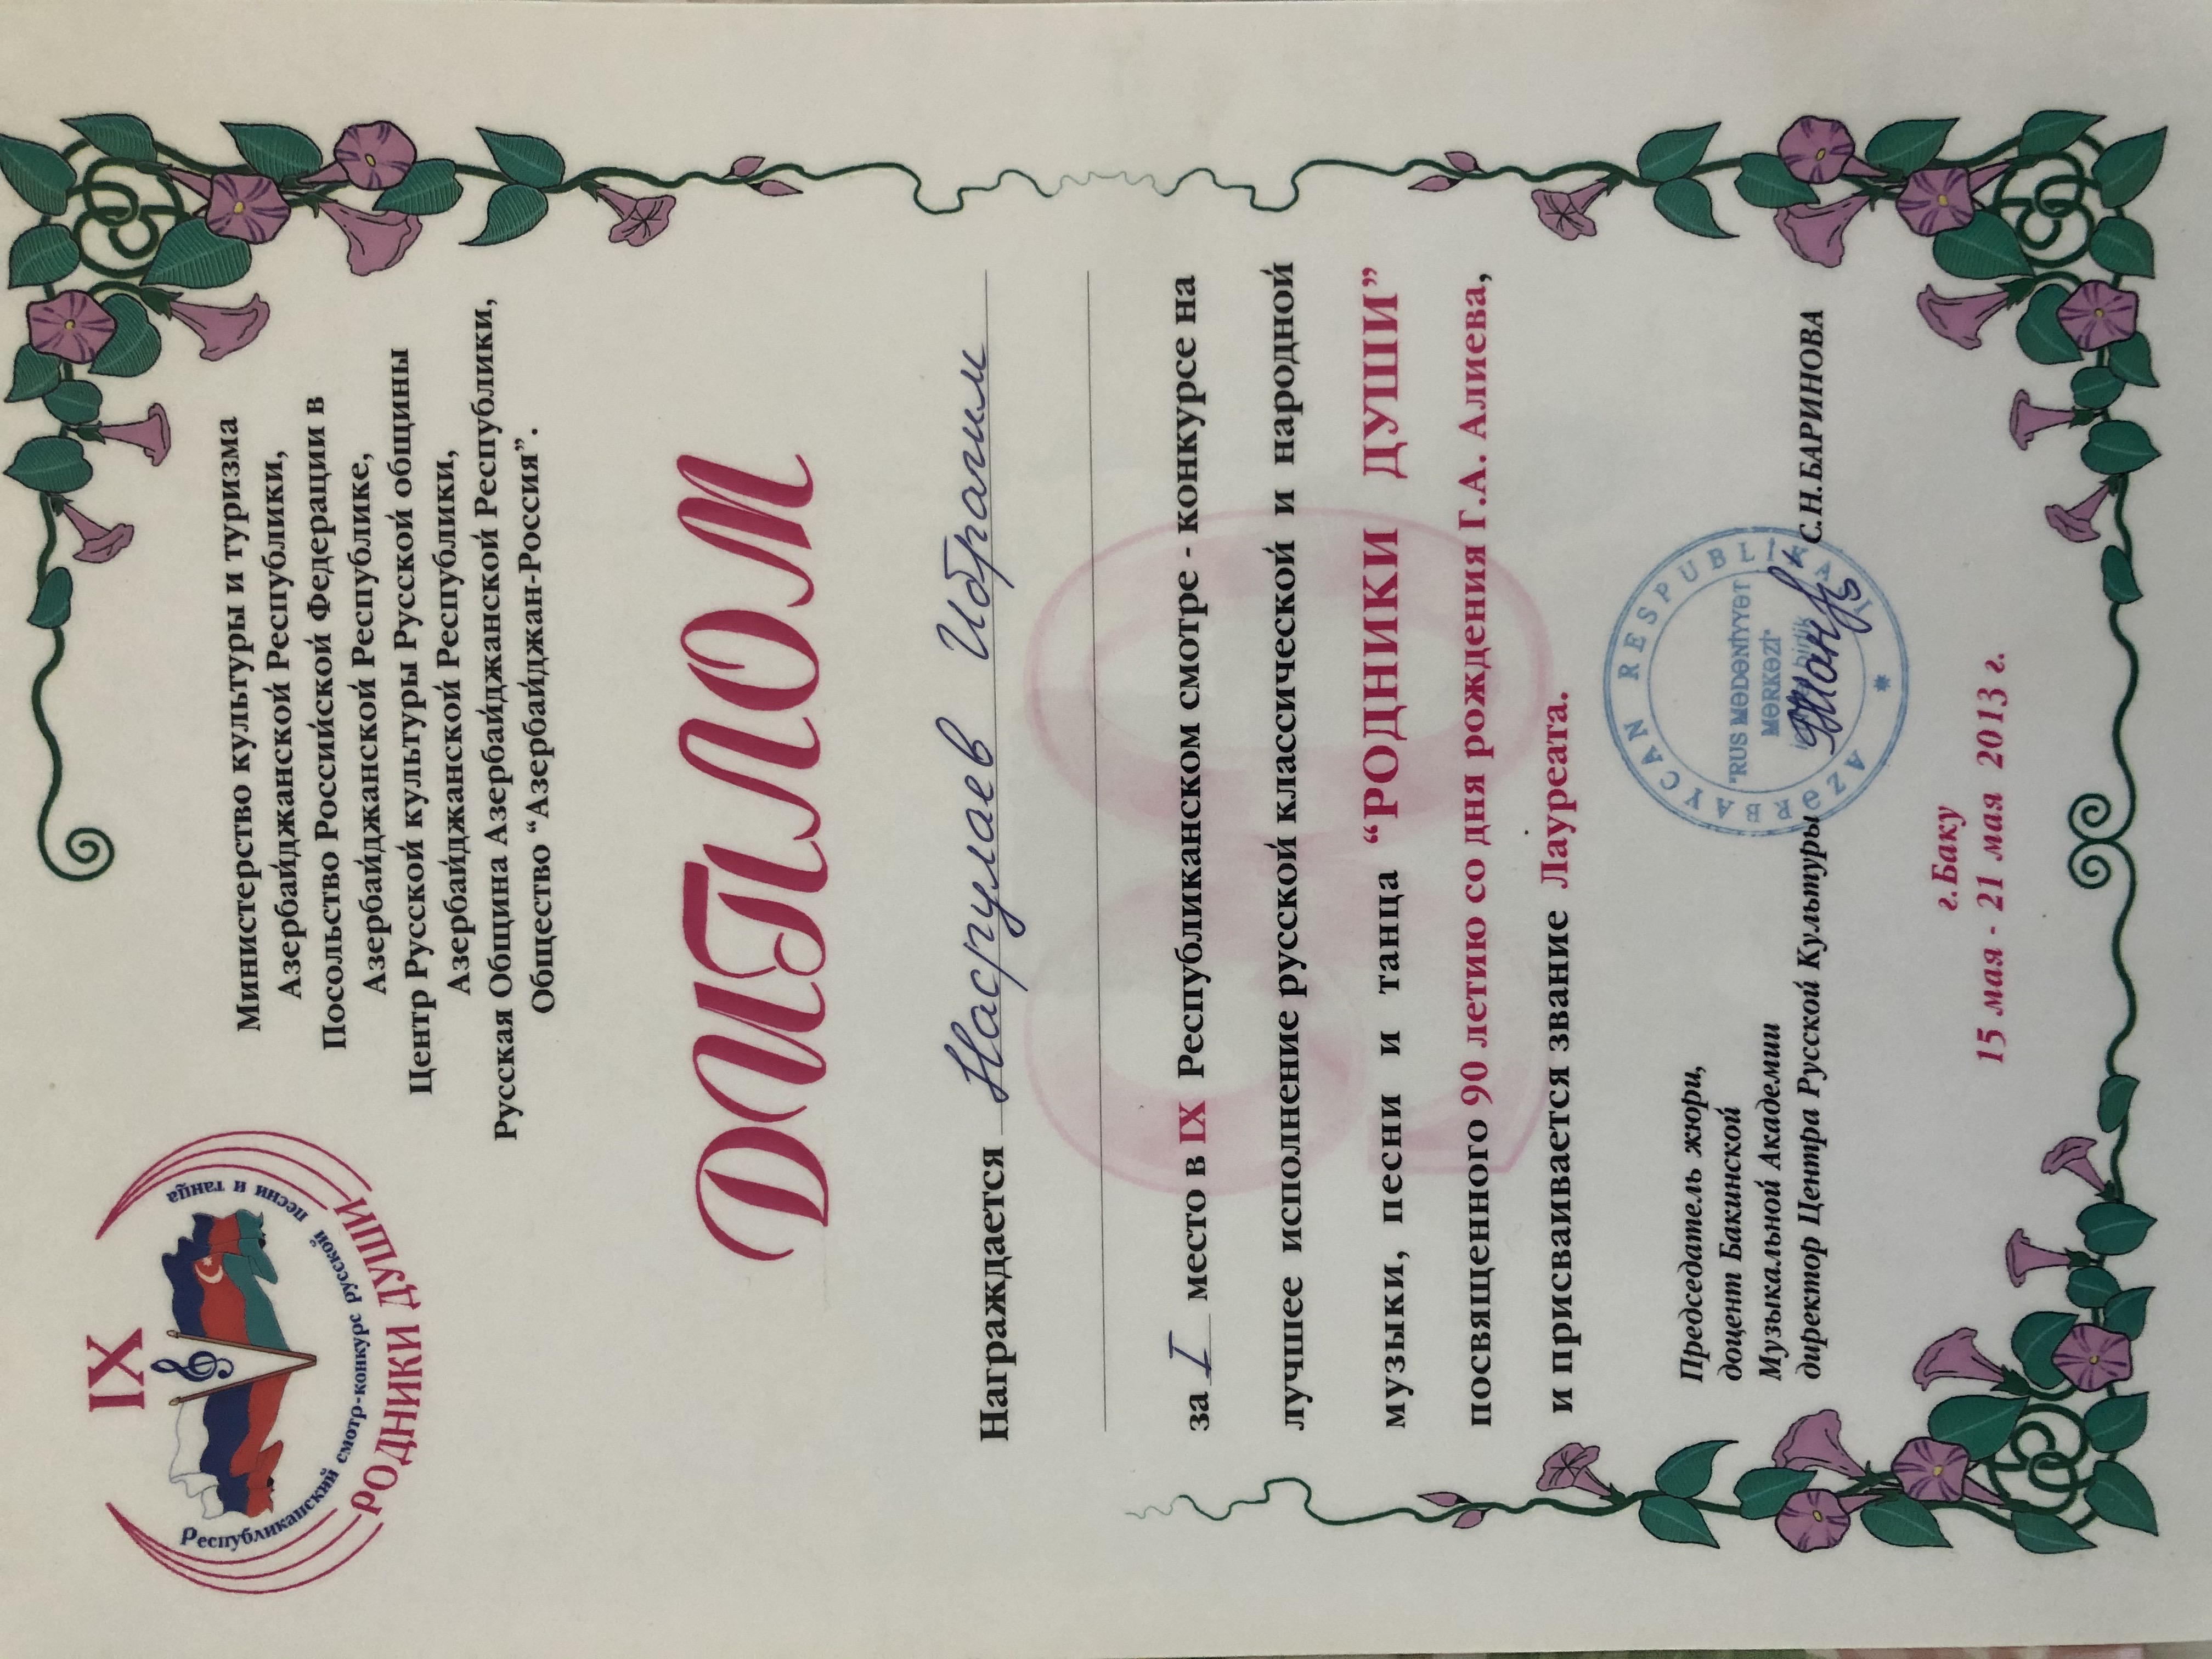 IX
Республиканский смотр-конкурс русской песни и танца
РОДНИКИ ДУШИ
Министерство культуры и туризма
Азербайджанской Республики,
Посольство Российской Федерации в
Азербайджанской Республике,
Центр Русской культуры Русской общины
Азербайджанской Республики,
Русская Община Азербайджанской Республики,
Общество “Азербайджан-Россия”.
ДИПЛОМ
Награждается Насрулаев Ибрагим
за I место в IX Республиканском смотре - конкурсе на
лучшее исполнение русской классической и народной
музыки, песни и танца “РОДНИКИ ДУШИ”
посвященного 90 летию со дня рождения Г.А. Алиева,
и присваивается звание Лауреата.
90
Председатель жюри,
доцент Бакинской
Музыкальной Академии
директор Центра Русской Культуры С.Н.БАРИНОВА
AZƏRBAYCAN RESPUBLİKASI
"RUS MƏDƏNİYYƏT
MƏRKƏZİ"
г.Баку
15 мая - 21 мая 2013 г.